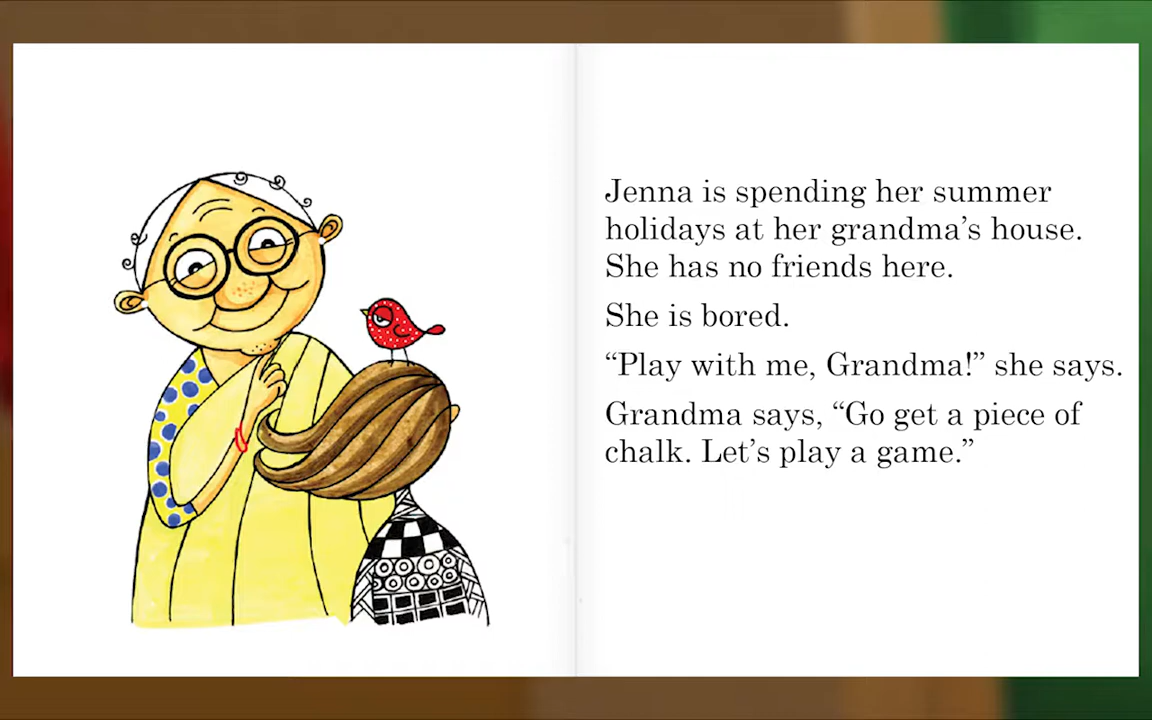 Jenna is spending her summer
holidays at her grandma’s house.
She has no friends here.
She is bored.
“Play with me, Grandma!” she says.
Grandma says, “Go get a piece of
chalk. Let’s play a game.”